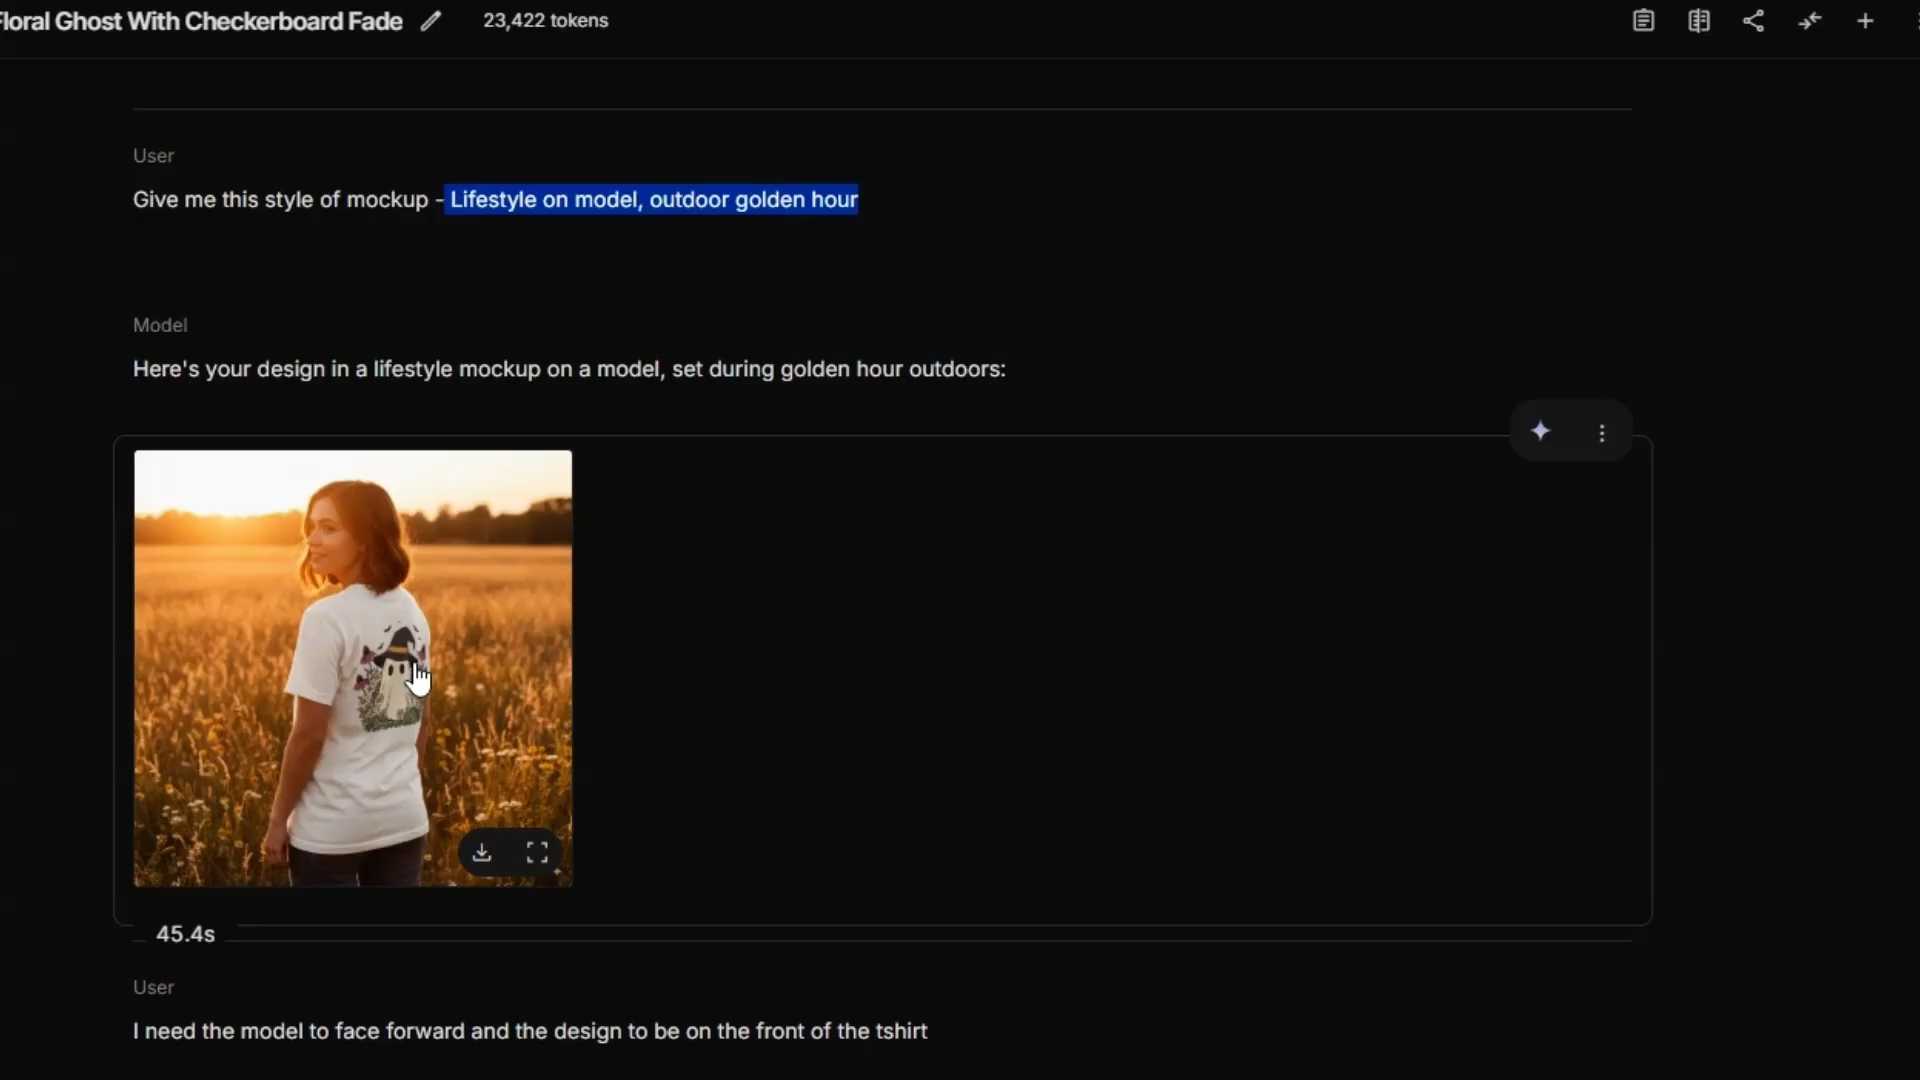 Floral Ghost With Checkerboard Fade
23,422 tokens
User
Give me this style of mockup - Lifestyle on model, outdoor golden hour
Model
Here's your design in a lifestyle mockup on a model, set during golden hour outdoors:
45.4s
User
I need the model to face forward and the design to be on the front of the tshirt